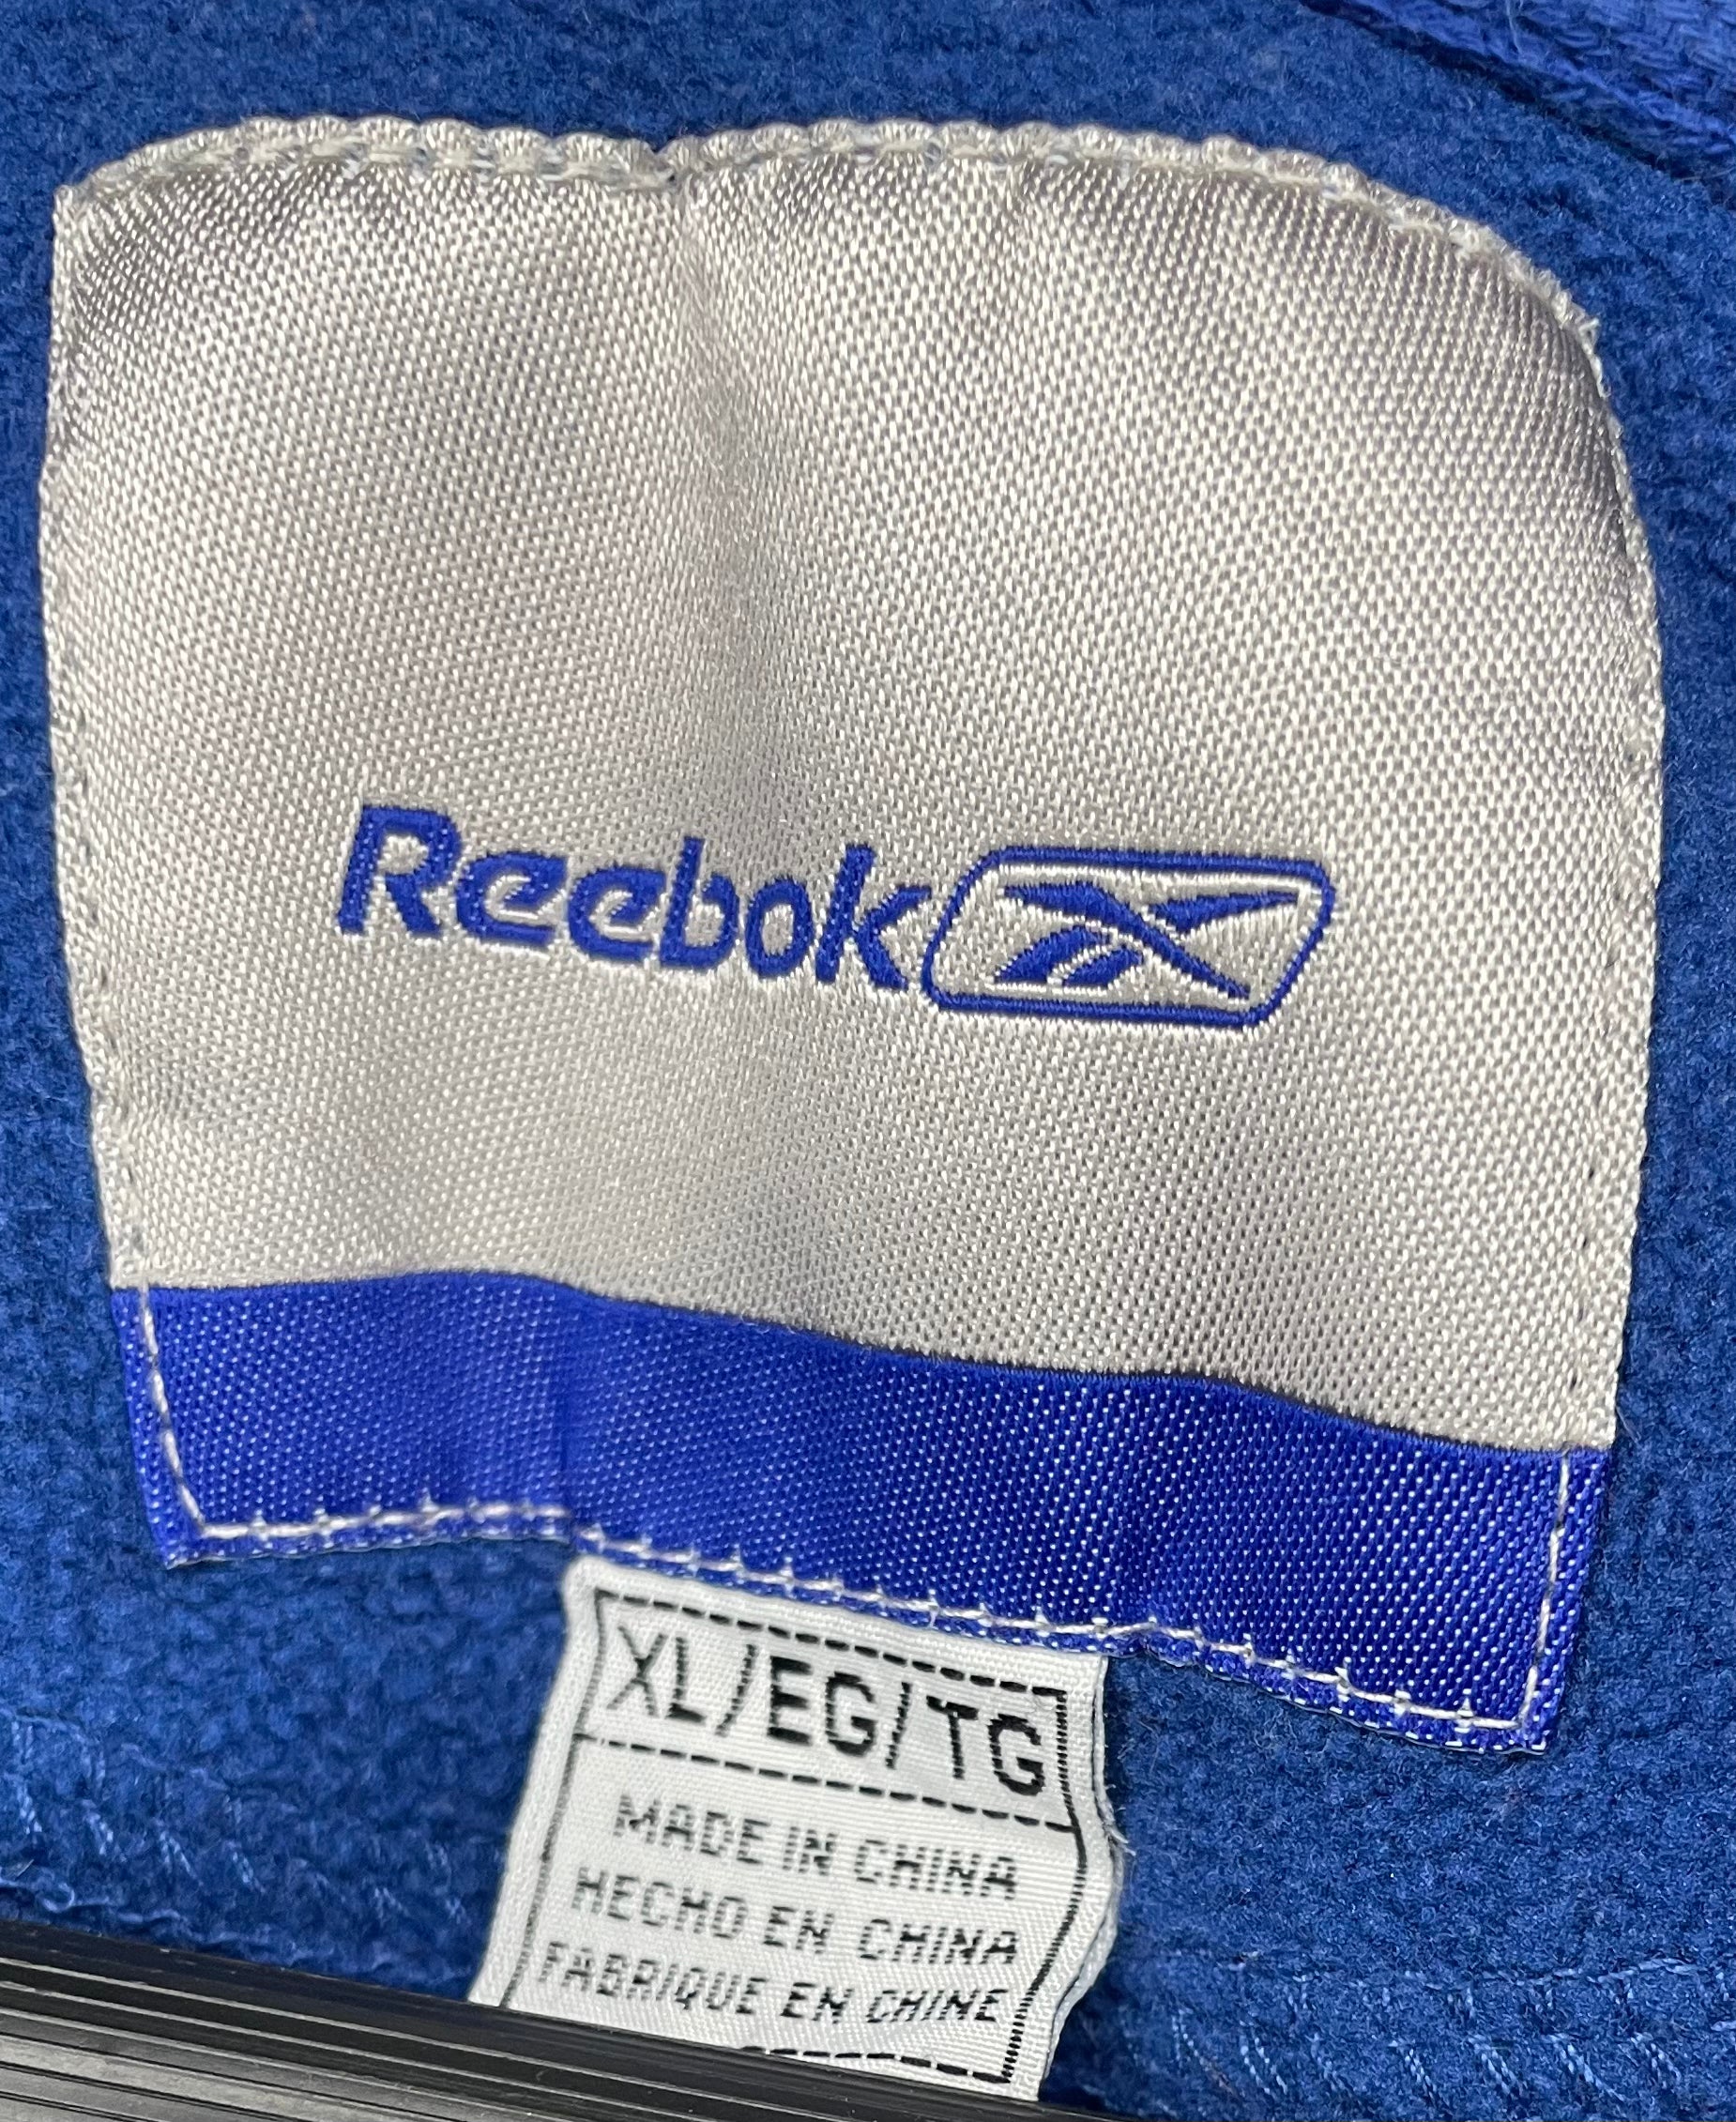 Reebok
XL/EG/TG
MADE IN CHINA
HECHO EN CHINA
FABRIQUE EN CHINE